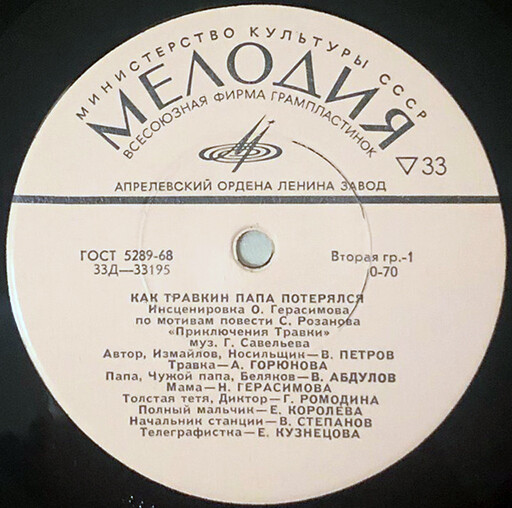 МИНИСТЕРСТВО КУЛЬТУРЫ СССР
МЕЛОДИЯ
ВСЕСОЮЗНАЯ ФИРМА ГРАМПЛАСТИНОК
▽33
АПРЕЛЕВСКИЙ ОРДЕНА ЛЕНИНА ЗАВОД
ГОСТ 5289-68
33Д—33195
Вторая гр.-1
0-70
КАК ТРАВКИН ПАПА ПОТЕРЯЛСЯ
Инсценировка О. Герасимова
по мотивам повести С. Розанова
«Приключения Травки»
муз. Г. Савельева
Автор, Измайлов, Носильщик—В. ПЕТРОВ
Травка—А. ГОРЮНОВА
Папа, Чужой папа, Беляков—В. АБДУЛОВ
Мама—Н. ГЕРАСИМОВА
Толстая тетя, Диктор—Г. РОМОДИНА
Полный мальчик—Е. КОРОЛЕВА
Начальник станции—В. СТЕПАНОВ
Телеграфистка—Е. КУЗНЕЦОВА